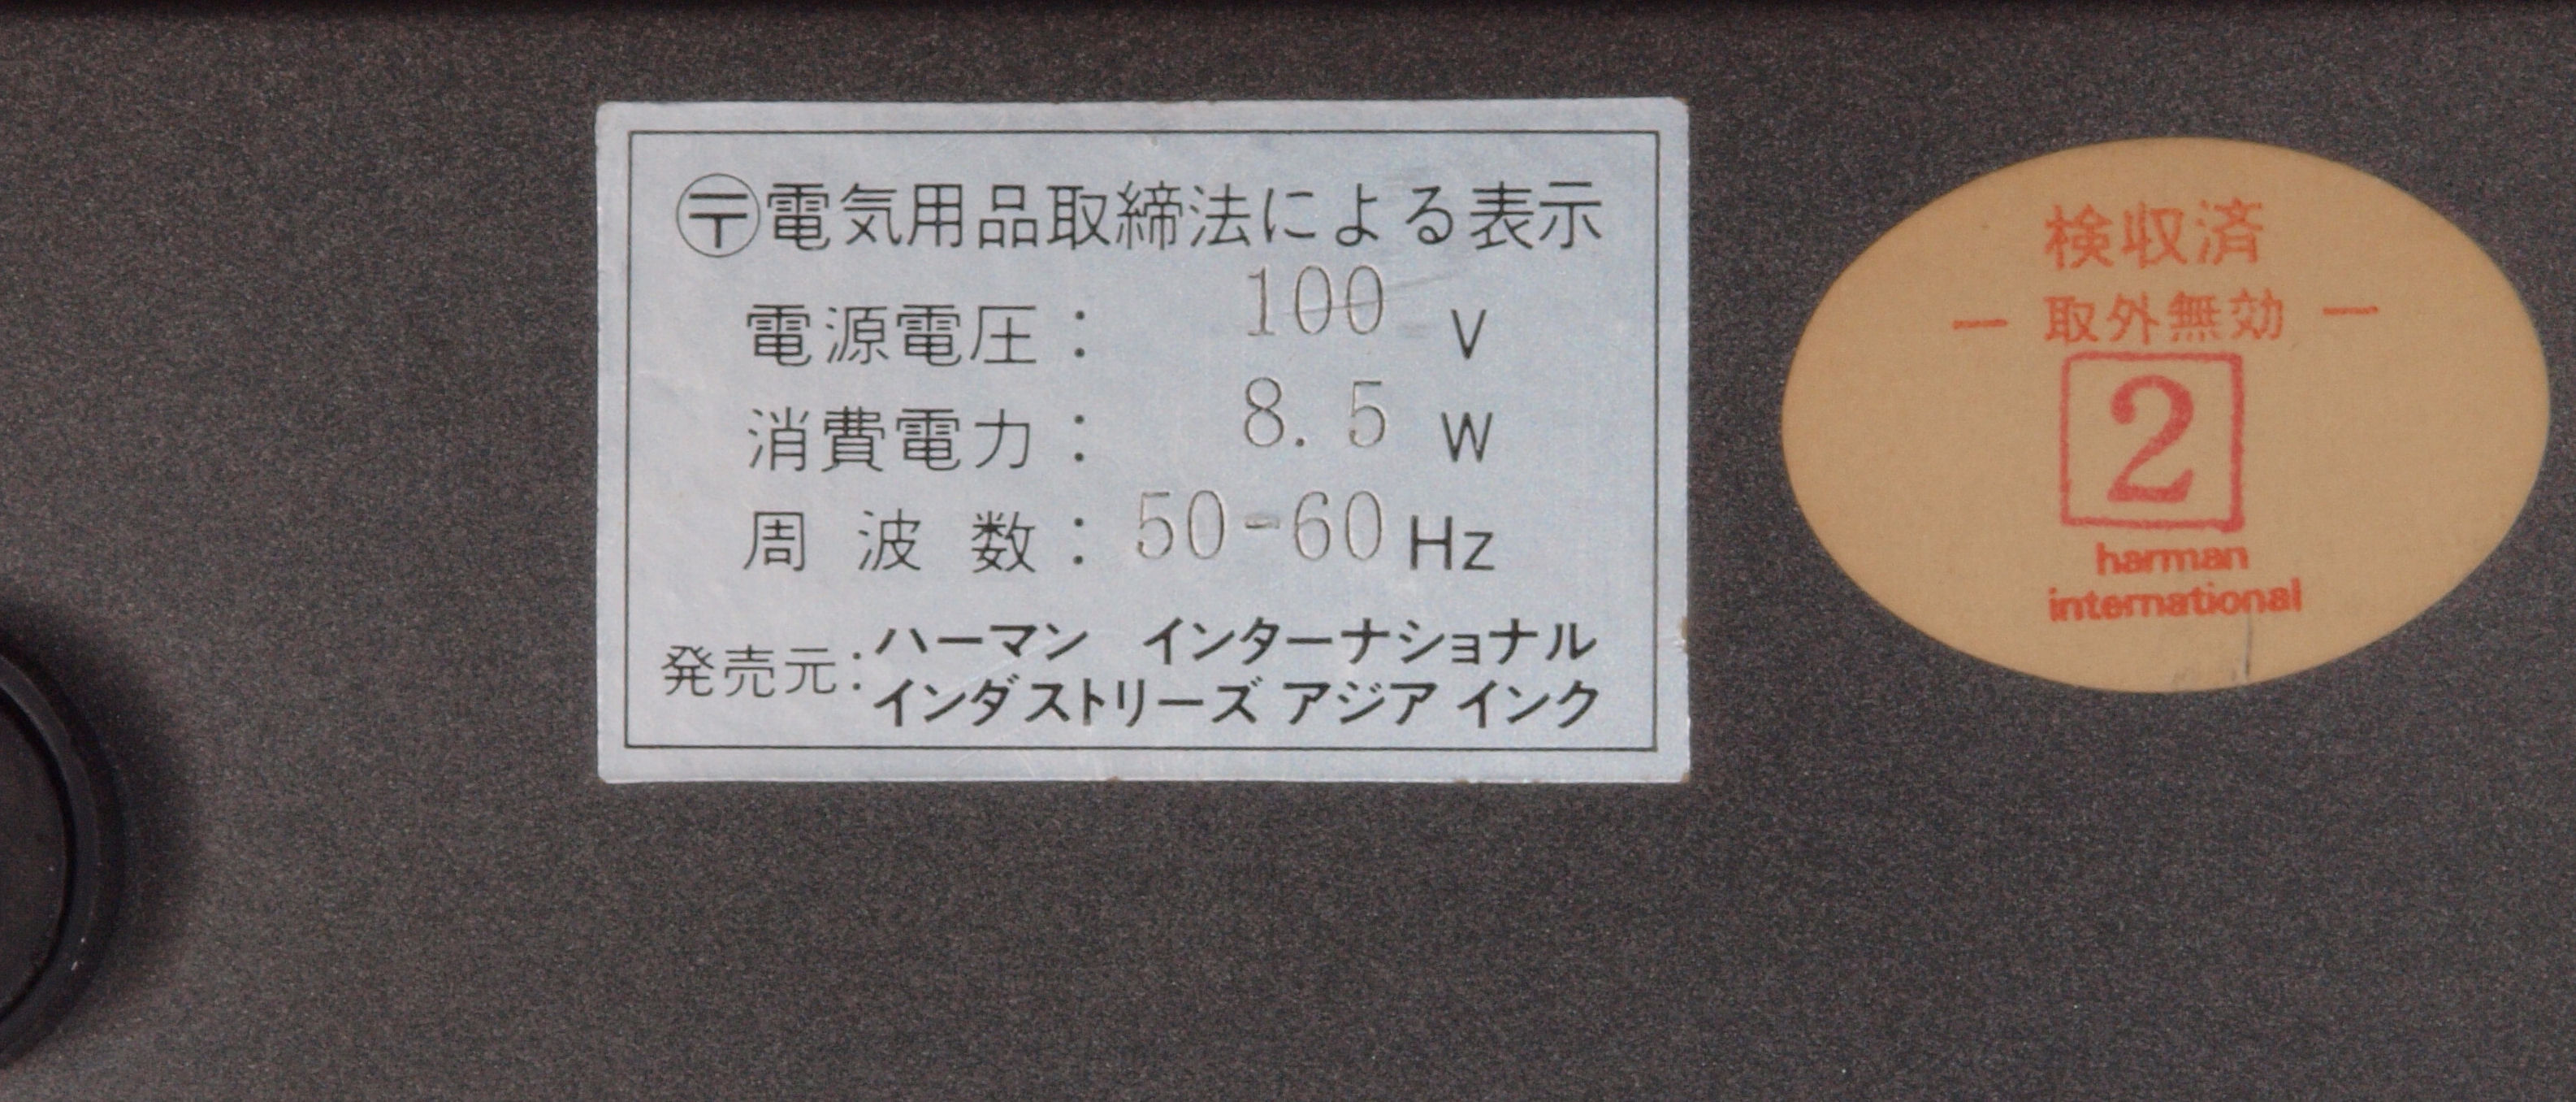 〶電気用品取締法による表示
電源電圧： 100 V
消費電力： 8.5 W
周波数：50-60 Hz
発売元：ハーマン インターナショナル
インダストリーズ アジア インク
検収済
— 取外無効 —
2
harman
international